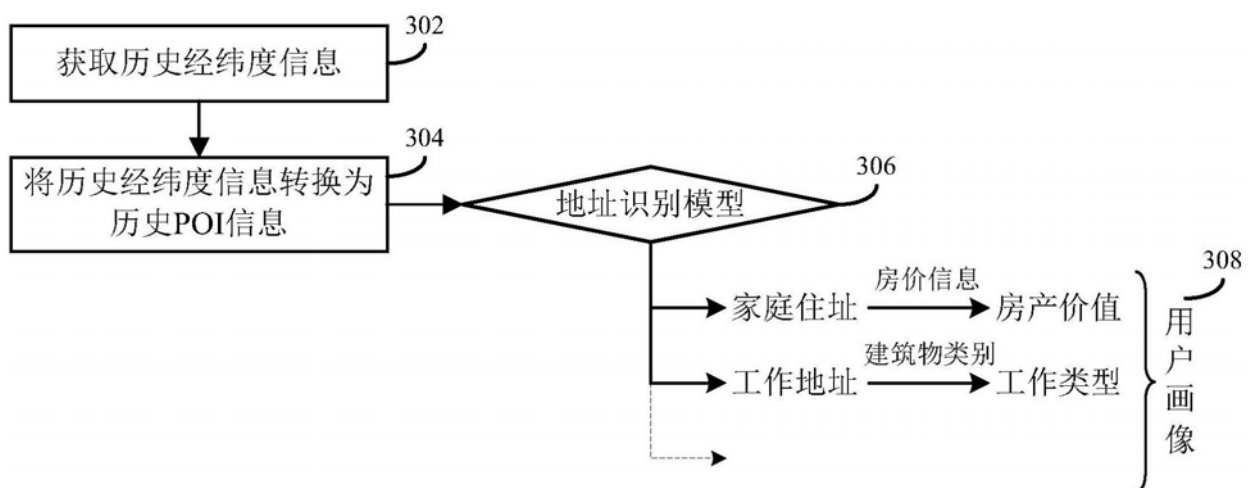 302
获取历史经纬度信息
304
将历史经纬度信息转换为
历史POI信息
306
地址识别模型
308
房价信息
家庭住址
房产价值
建筑物类别
工作地址
工作类型
用户画像